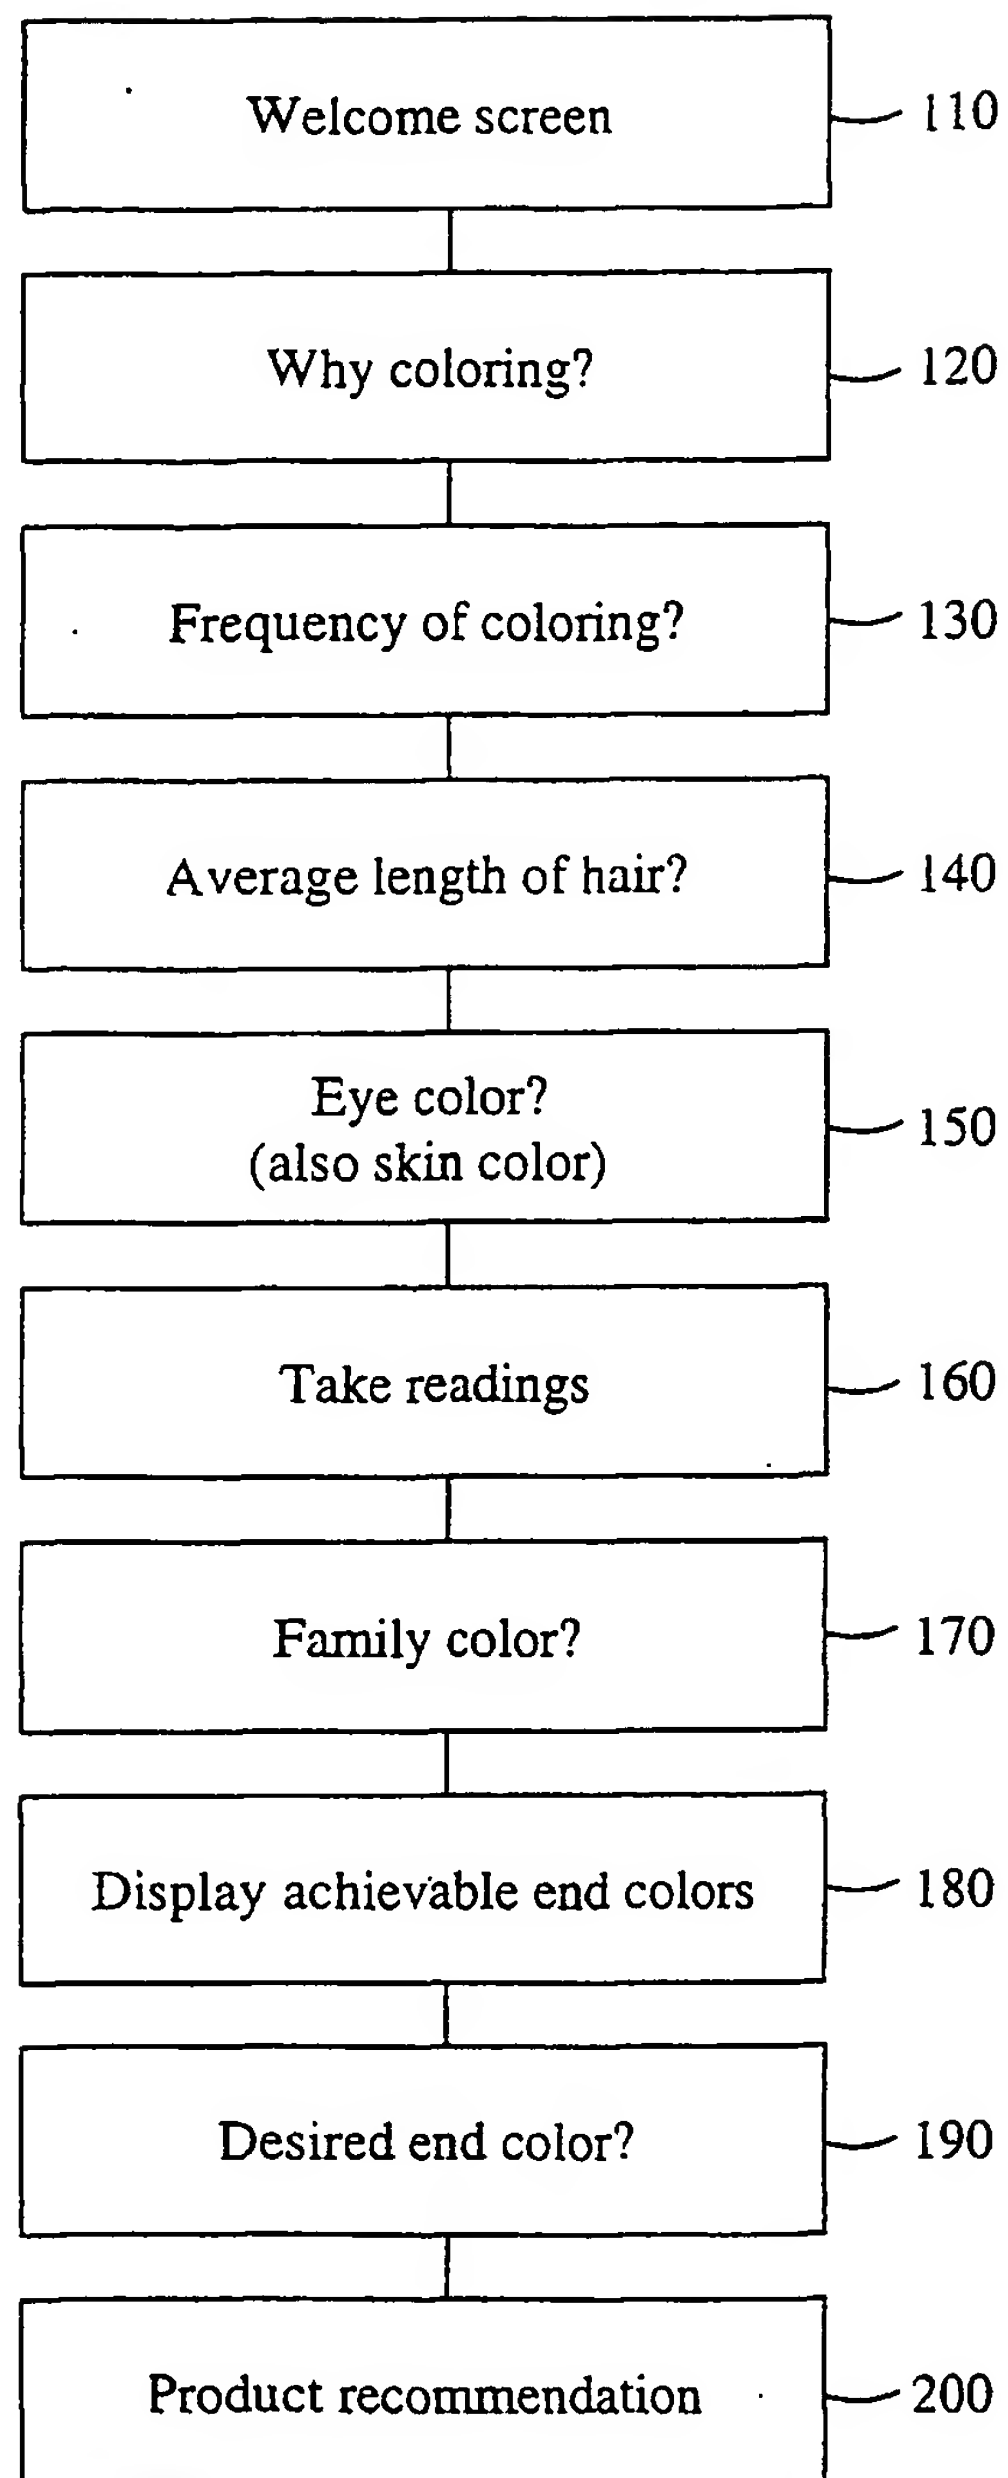 Welcome screen 110
Why coloring? 120
Frequency of coloring? 130
Average length of hair? 140
Eye color?
(also skin color) 150
Take readings 160
Family color? 170
Display achievable end colors 180
Desired end color? 190
Product recommendation 200